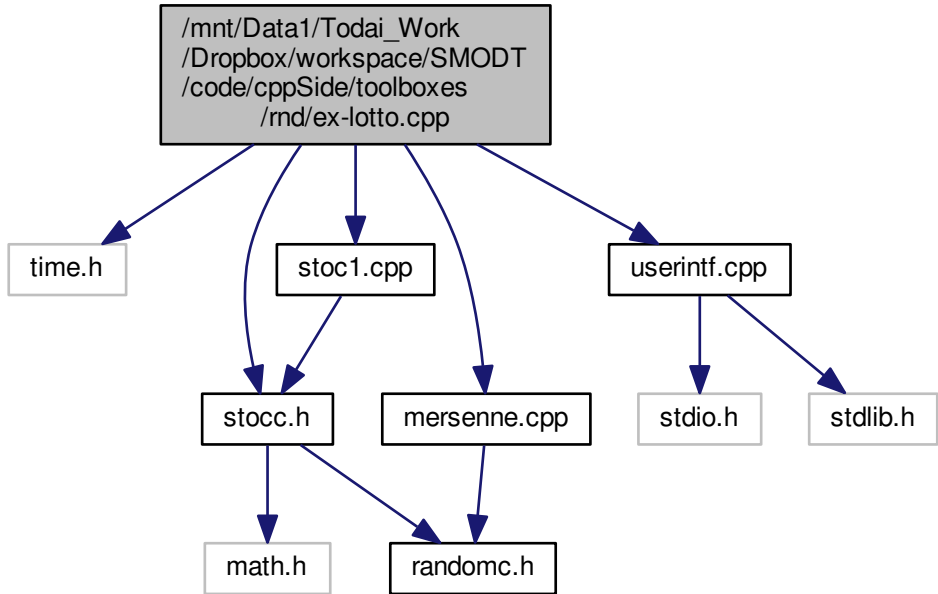 /mnt/Data1/Todai_Work
/Dropbox/workspace/SMODT
/code/cppSide/toolboxes
/rnd/ex-lotto.cpp
time.h
stoc1.cpp
userintf.cpp
stocc.h
mersenne.cpp
stdio.h
stdlib.h
math.h
randomc.h